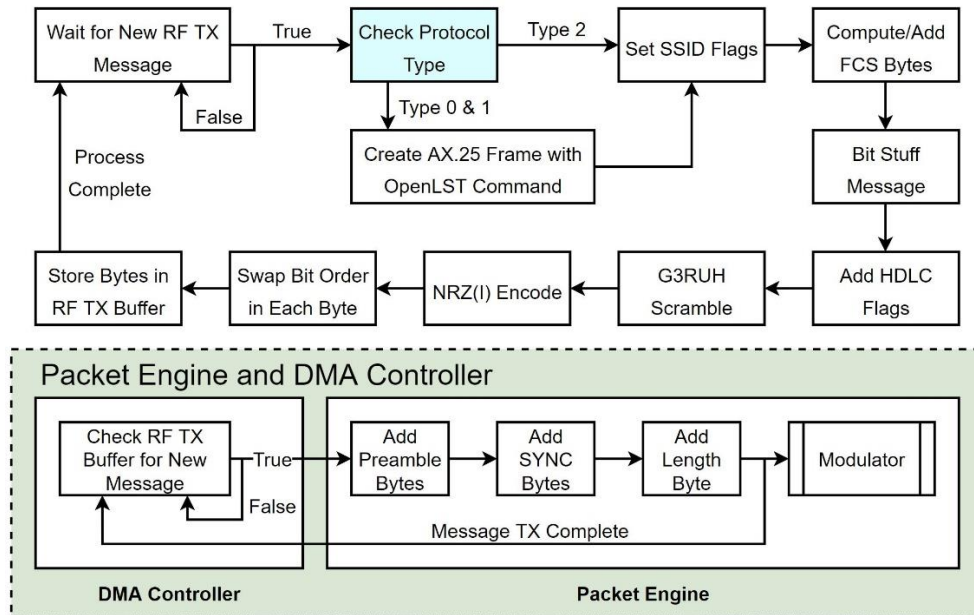 Wait for New RF TX
Message
True
False
Check Protocol
Type
Type 2
Type 0 & 1
Create AX.25 Frame with
OpenLST Command
Set SSID Flags
Compute/Add
FCS Bytes
Bit Stuff
Message
Add HDLC
Flags
G3RUH
Scramble
NRZ(I) Encode
Swap Bit Order
in Each Byte
Store Bytes in
RF TX Buffer
Process
Complete
Packet Engine and DMA Controller
Check RF TX
Buffer for New
Message
True
False
Add
Preamble
Bytes
Add
SYNC
Bytes
Add
Length
Byte
Modulator
Message TX Complete
DMA Controller
Packet Engine